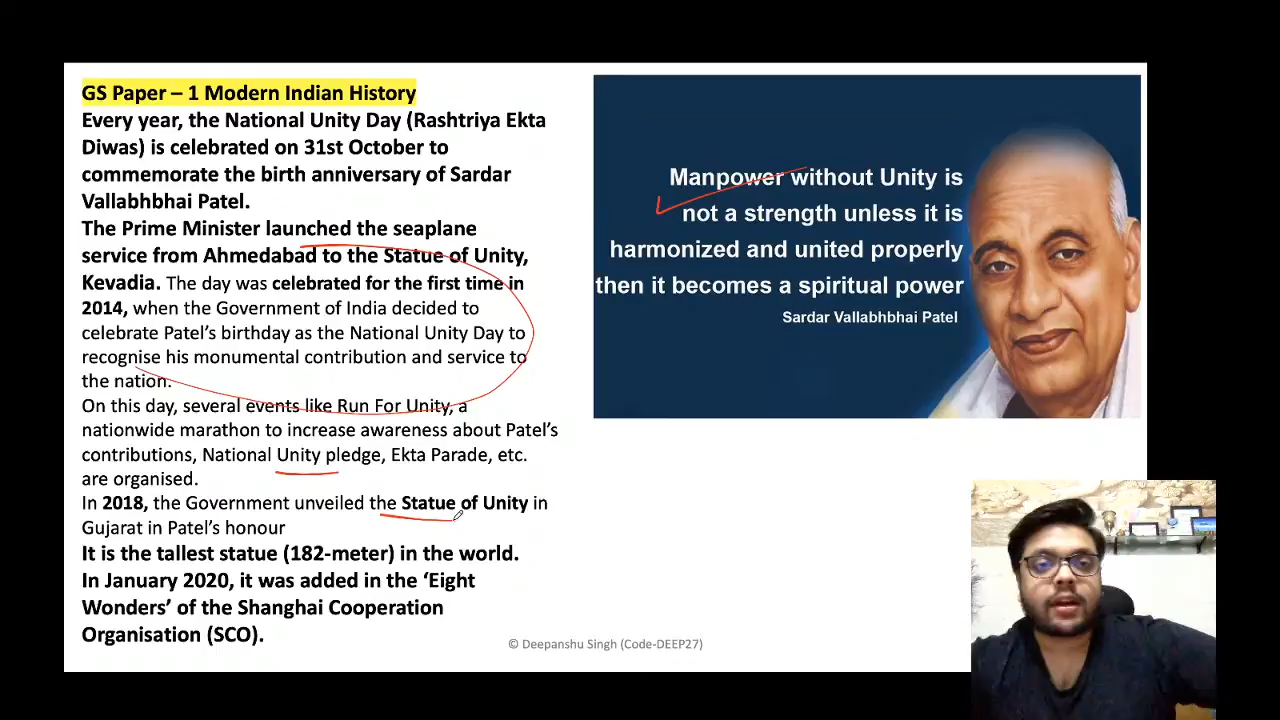 GS Paper – 1 Modern Indian History
Every year, the National Unity Day (Rashtriya Ekta
Diwas) is celebrated on 31st October to
commemorate the birth anniversary of Sardar
Vallabhbhai Patel.
The Prime Minister launched the seaplane
service from Ahmedabad to the Statue of Unity,
Kevadia. The day was celebrated for the first time in
2014, when the Government of India decided to
celebrate Patel’s birthday as the National Unity Day to
recognise his monumental contribution and service to
the nation.
On this day, several events like Run For Unity, a
nationwide marathon to increase awareness about Patel’s
contributions, National Unity pledge, Ekta Parade, etc.
are organised.
In 2018, the Government unveiled the Statue of Unity in
Gujarat in Patel’s honour
It is the tallest statue (182-meter) in the world.
In January 2020, it was added in the ‘Eight
Wonders’ of the Shanghai Cooperation
Organisation (SCO).
Manpower without Unity is
not a strength unless it is
harmonized and united properly
then it becomes a spiritual power
Sardar Vallabhbhai Patel
© Deepanshu Singh (Code-DEEP27)